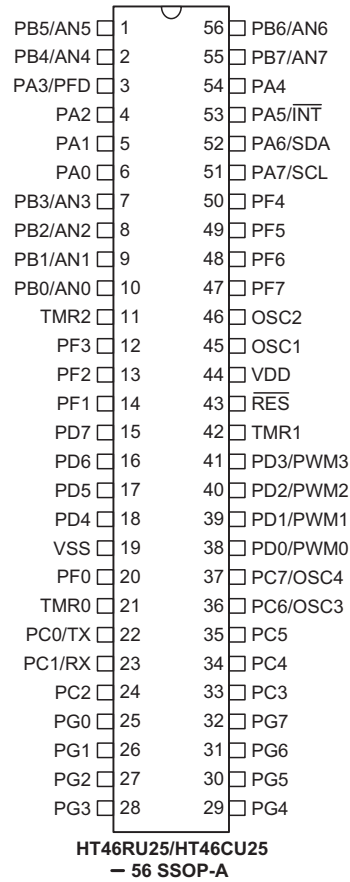 PB5/AN5 1 56 PB6/AN6
PB4/AN4 2 55 PB7/AN7
PA3/PFD 3 54 PA4
PA2 4 53 PA5/INT
PA1 5 52 PA6/SDA
PA0 6 51 PA7/SCL
PB3/AN3 7 50 PF4
PB2/AN2 8 49 PF5
PB1/AN1 9 48 PF6
PB0/AN0 10 47 PF7
TMR2 11 46 OSC2
PF3 12 45 OSC1
PF2 13 44 VDD
PF1 14 43 RES
PD7 15 42 TMR1
PD6 16 41 PD3/PWM3
PD5 17 40 PD2/PWM2
PD4 18 39 PD1/PWM1
VSS 19 38 PD0/PWM0
PF0 20 37 PC7/OSC4
TMR0 21 36 PC6/OSC3
PC0/TX 22 35 PC5
PC1/RX 23 34 PC4
PC2 24 33 PC3
PG0 25 32 PG7
PG1 26 31 PG6
PG2 27 30 PG5
PG3 28 29 PG4
HT46RU25/HT46CU25
– 56 SSOP-A